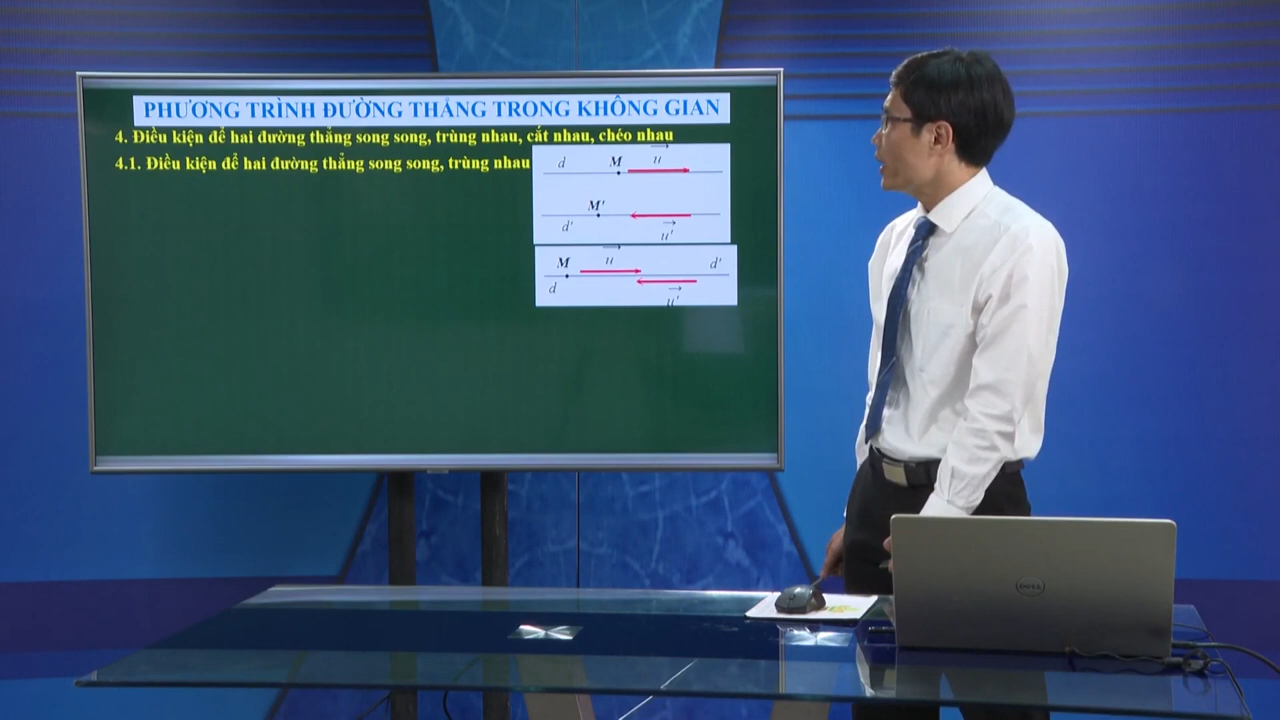 PHƯƠNG TRÌNH ĐƯỜNG THẲNG TRONG KHÔNG GIAN
4. Điều kiện để hai đường thẳng song song, trùng nhau, cắt nhau, chéo nhau
4.1. Điều kiện để hai đường thẳng song song, trùng nhau
d M u
M'
d' u'
M u d'
d u'
DELL